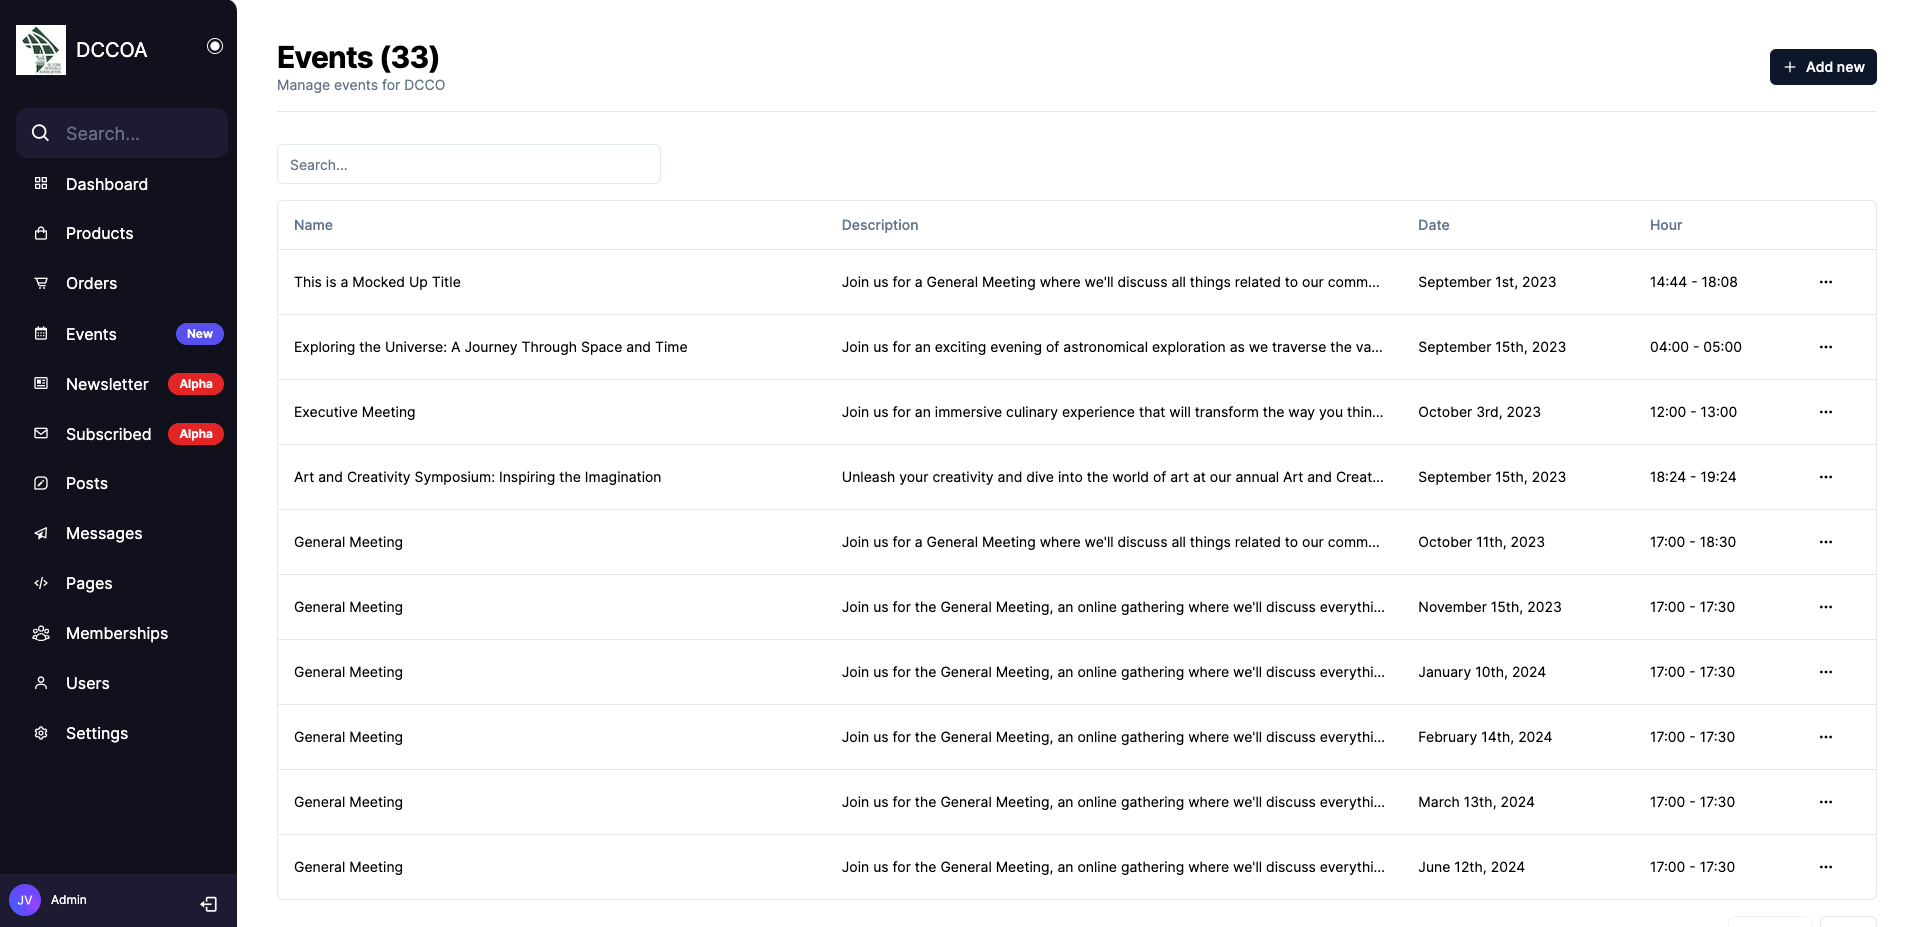 DCCOA
Search...
Dashboard
Products
Orders
Events New
Newsletter Alpha
Subscribed Alpha
Posts
Messages
Pages
Memberships
Users
Settings
JV Admin
Events (33)
Manage events for DCCO
+ Add new
Search...
Name Description Date Hour
This is a Mocked Up Title Join us for a General Meeting where we'll discuss all things related to our comm... September 1st, 2023 14:44 - 18:08
Exploring the Universe: A Journey Through Space and Time Join us for an exciting evening of astronomical exploration as we traverse the va... September 15th, 2023 04:00 - 05:00
Executive Meeting Join us for an immersive culinary experience that will transform the way you thin... October 3rd, 2023 12:00 - 13:00
Art and Creativity Symposium: Inspiring the Imagination Unleash your creativity and dive into the world of art at our annual Art and Creat... September 15th, 2023 18:24 - 19:24
General Meeting Join us for a General Meeting where we'll discuss all things related to our comm... October 11th, 2023 17:00 - 18:30
General Meeting Join us for the General Meeting, an online gathering where we'll discuss everythi... November 15th, 2023 17:00 - 17:30
General Meeting Join us for the General Meeting, an online gathering where we'll discuss everythi... January 10th, 2024 17:00 - 17:30
General Meeting Join us for the General Meeting, an online gathering where we'll discuss everythi... February 14th, 2024 17:00 - 17:30
General Meeting Join us for the General Meeting, an online gathering where we'll discuss everythi... March 13th, 2024 17:00 - 17:30
General Meeting Join us for the General Meeting, an online gathering where we'll discuss everythi... June 12th, 2024 17:00 - 17:30